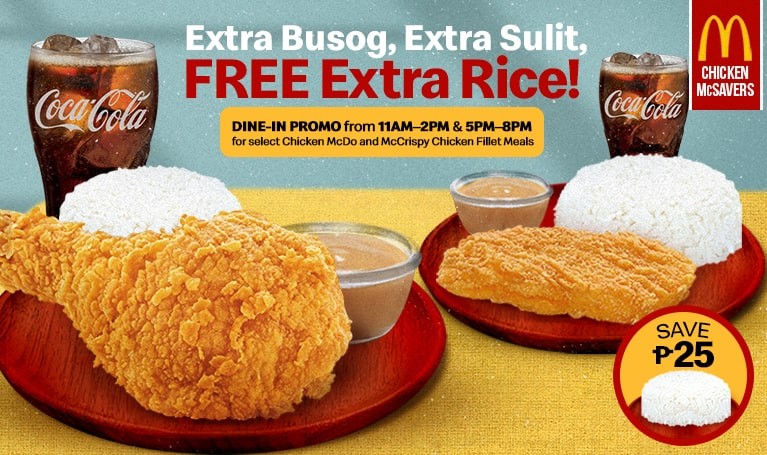 Extra Busog, Extra Sulit,
FREE Extra Rice!
DINE-IN PROMO from 11AM–2PM & 5PM–8PM
for select Chicken McDo and McCrispy Chicken Fillet Meals
CHICKEN
McSAVERS
Coca-Cola
Coca-Cola
SAVE
₱25